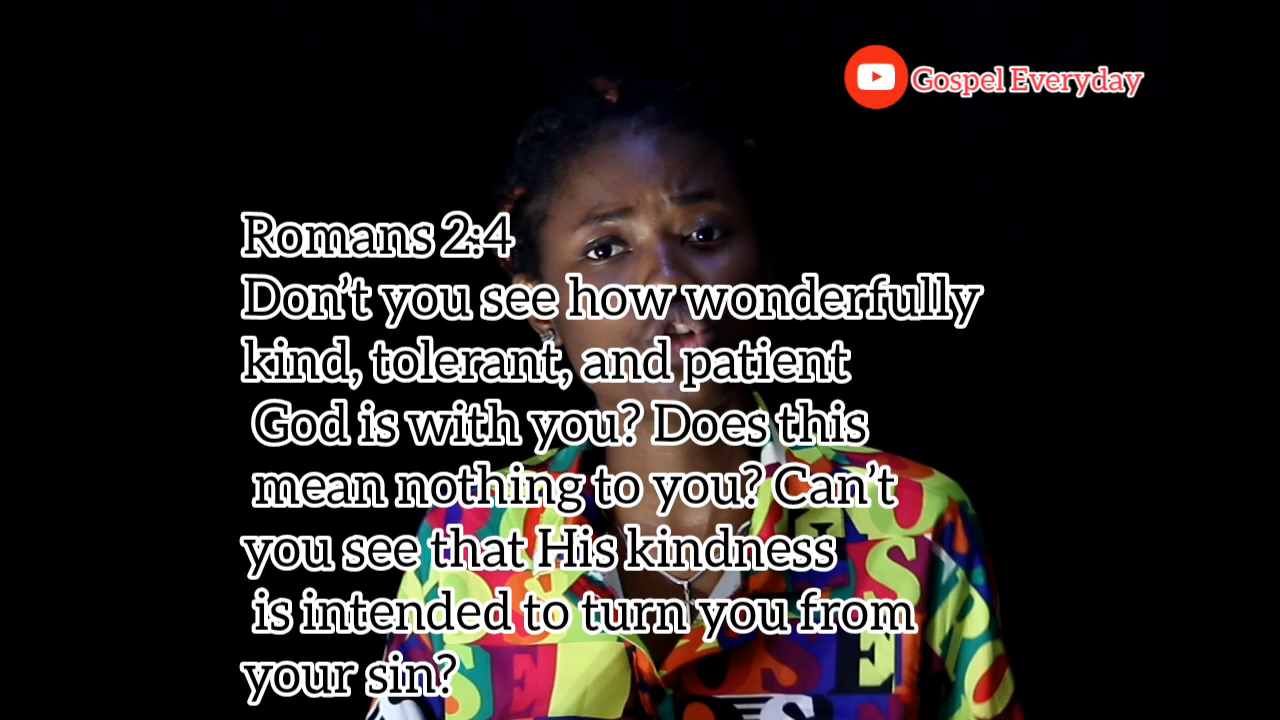 Gospel Everyday
Romans 2:4
Don't you see how wonderfully
kind, tolerant, and patient
God is with you? Does this
mean nothing to you? Can't
you see that His kindness
is intended to turn you from
your sin?